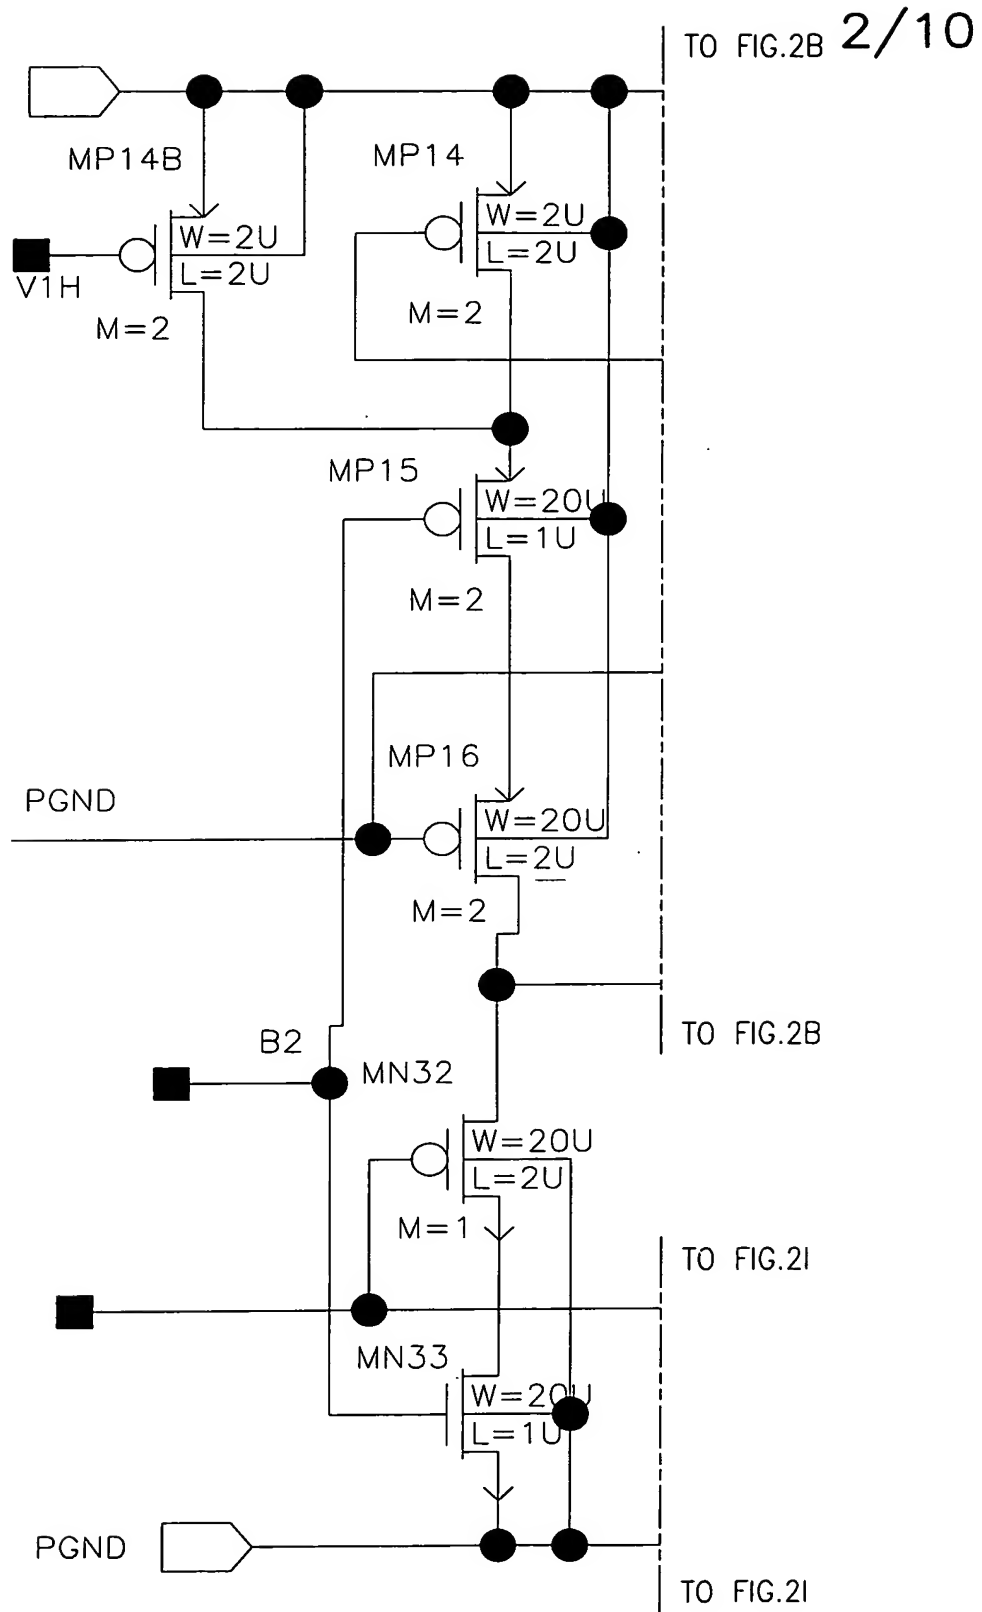 TO FIG.2B 2/10
MP14B
MP14
W=2U
L=2U
M=2
V1H
W=2U
L=2U
M=2
MP15
W=20U
L=1U
M=2
MP16
PGND
W=20U
L=2U
M=2
TO FIG.2B
B2
MN32
W=20U
L=2U
M=1
TO FIG.2I
MN33
W=20U
L=1U
PGND
TO FIG.2I